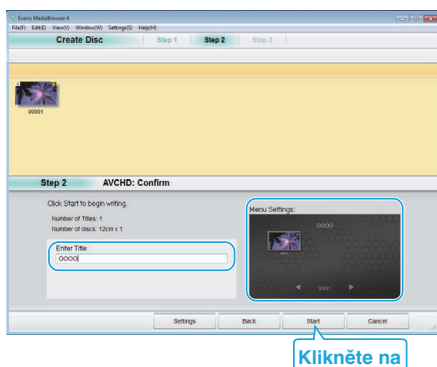 Everio MediaBrowser 4
File(F) Edit(E) View(V) Window(W) Settings(S) Help(H)
Create Disc Step 1 Step 2 Step 3
00001
Step 2 AVCHD: Confirm
Click Start to begin writing.
Number of Titles: 1
Number of discs: 12cm x 1
Enter Title:
OOOO
Menu Settings:
OOOO
Settings Back Start Cancel
Klikněte na